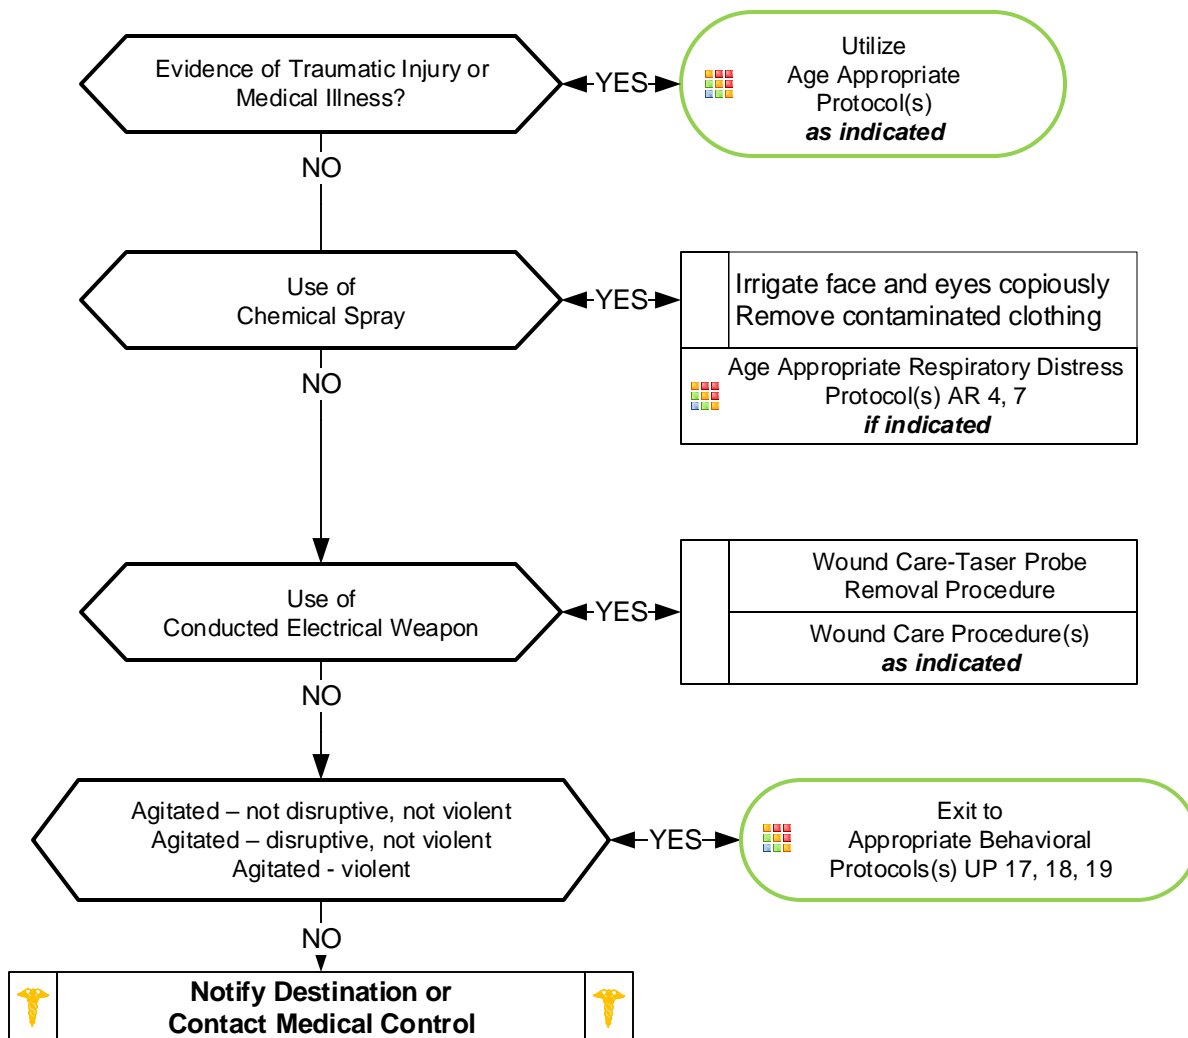 Evidence of Traumatic Injury or
Medical Illness?
YES
Utilize
Age Appropriate
Protocol(s)
as indicated
NO
Use of
Chemical Spray
YES
Irrigate face and eyes copiously
Remove contaminated clothing
Age Appropriate Respiratory Distress
Protocol(s) AR 4, 7
if indicated
NO
Use of
Conducted Electrical Weapon
YES
Wound Care-Taser Probe
Removal Procedure
Wound Care Procedure(s)
as indicated
NO
Agitated – not disruptive, not violent
Agitated – disruptive, not violent
Agitated - violent
YES
Exit to
Appropriate Behavioral
Protocols(s) UP 17, 18, 19
NO
Notify Destination or
Contact Medical Control